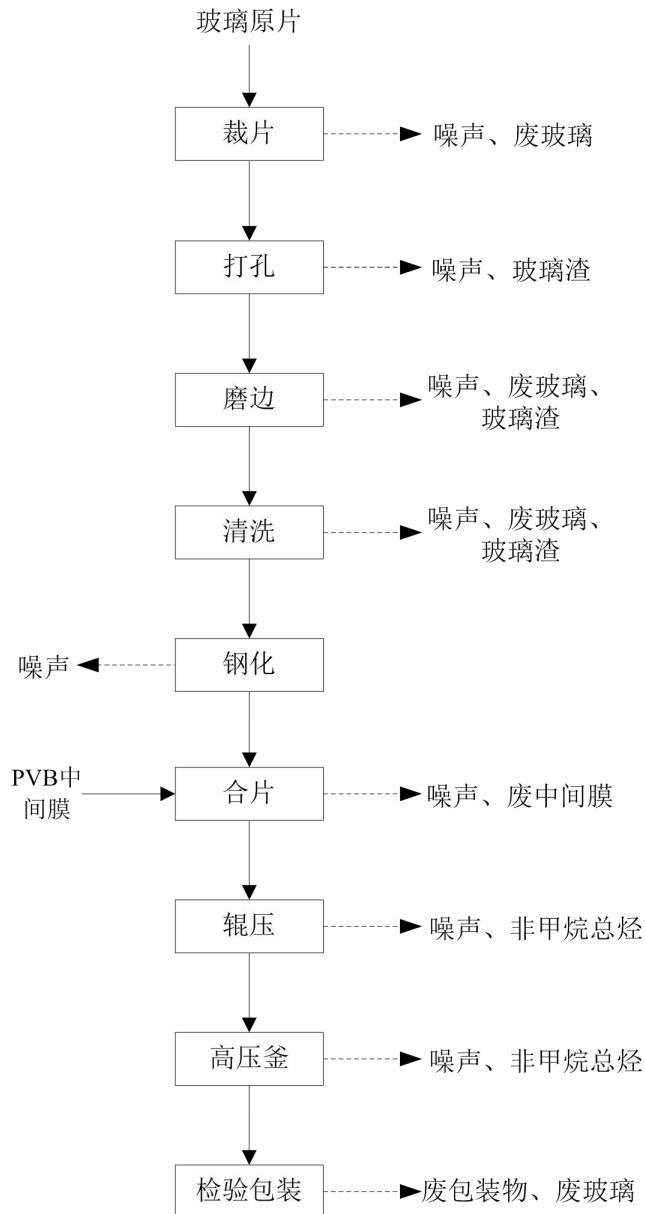 玻璃原片
裁片
噪声、废玻璃
打孔
噪声、玻璃渣
磨边
噪声、废玻璃、
玻璃渣
清洗
噪声、废玻璃、
玻璃渣
噪声
钢化
PVB中
间膜
合片
噪声、废中间膜
辊压
噪声、非甲烷总烃
高压釜
噪声、非甲烷总烃
检验包装
废包装物、废玻璃